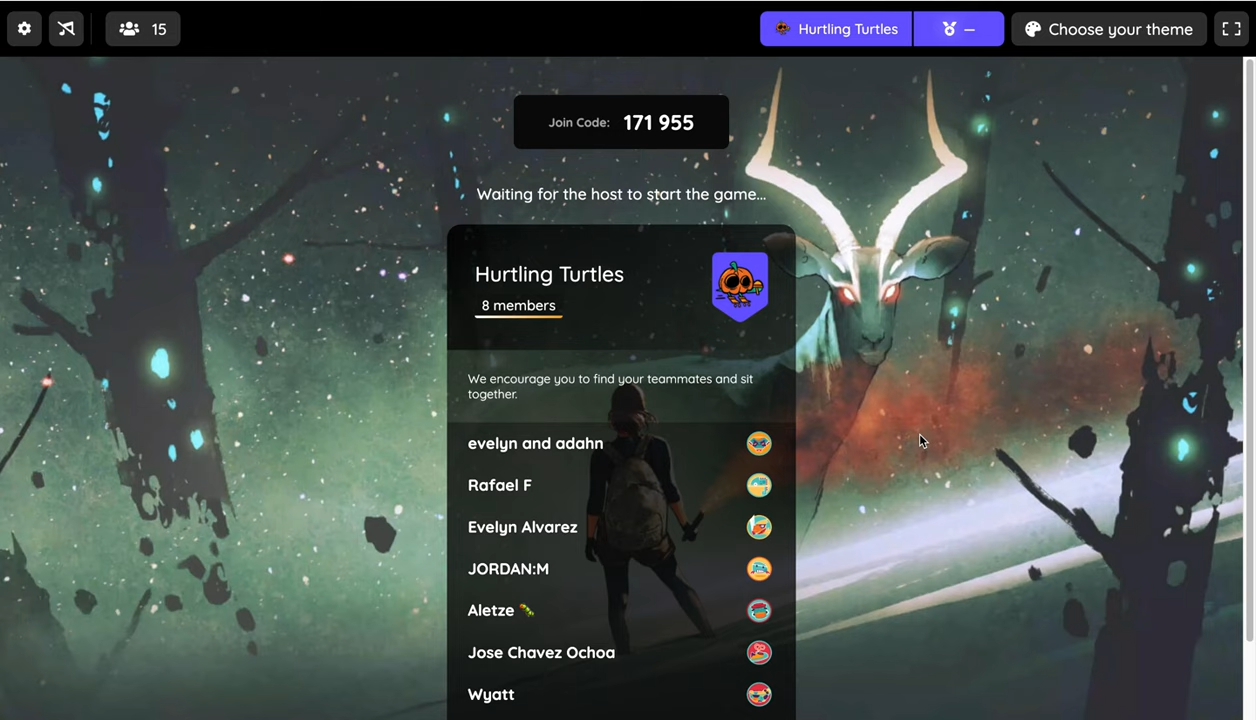 15
Hurtling Turtles
—
Choose your theme
Join Code: 171 955
Waiting for the host to start the game...
Hurtling Turtles
8 members
We encourage you to find your teammates and sit
together.
evelyn and adahn
Rafael F
Evelyn Alvarez
JORDAN:M
Aletze 🐛
Jose Chavez Ochoa
Wyatt